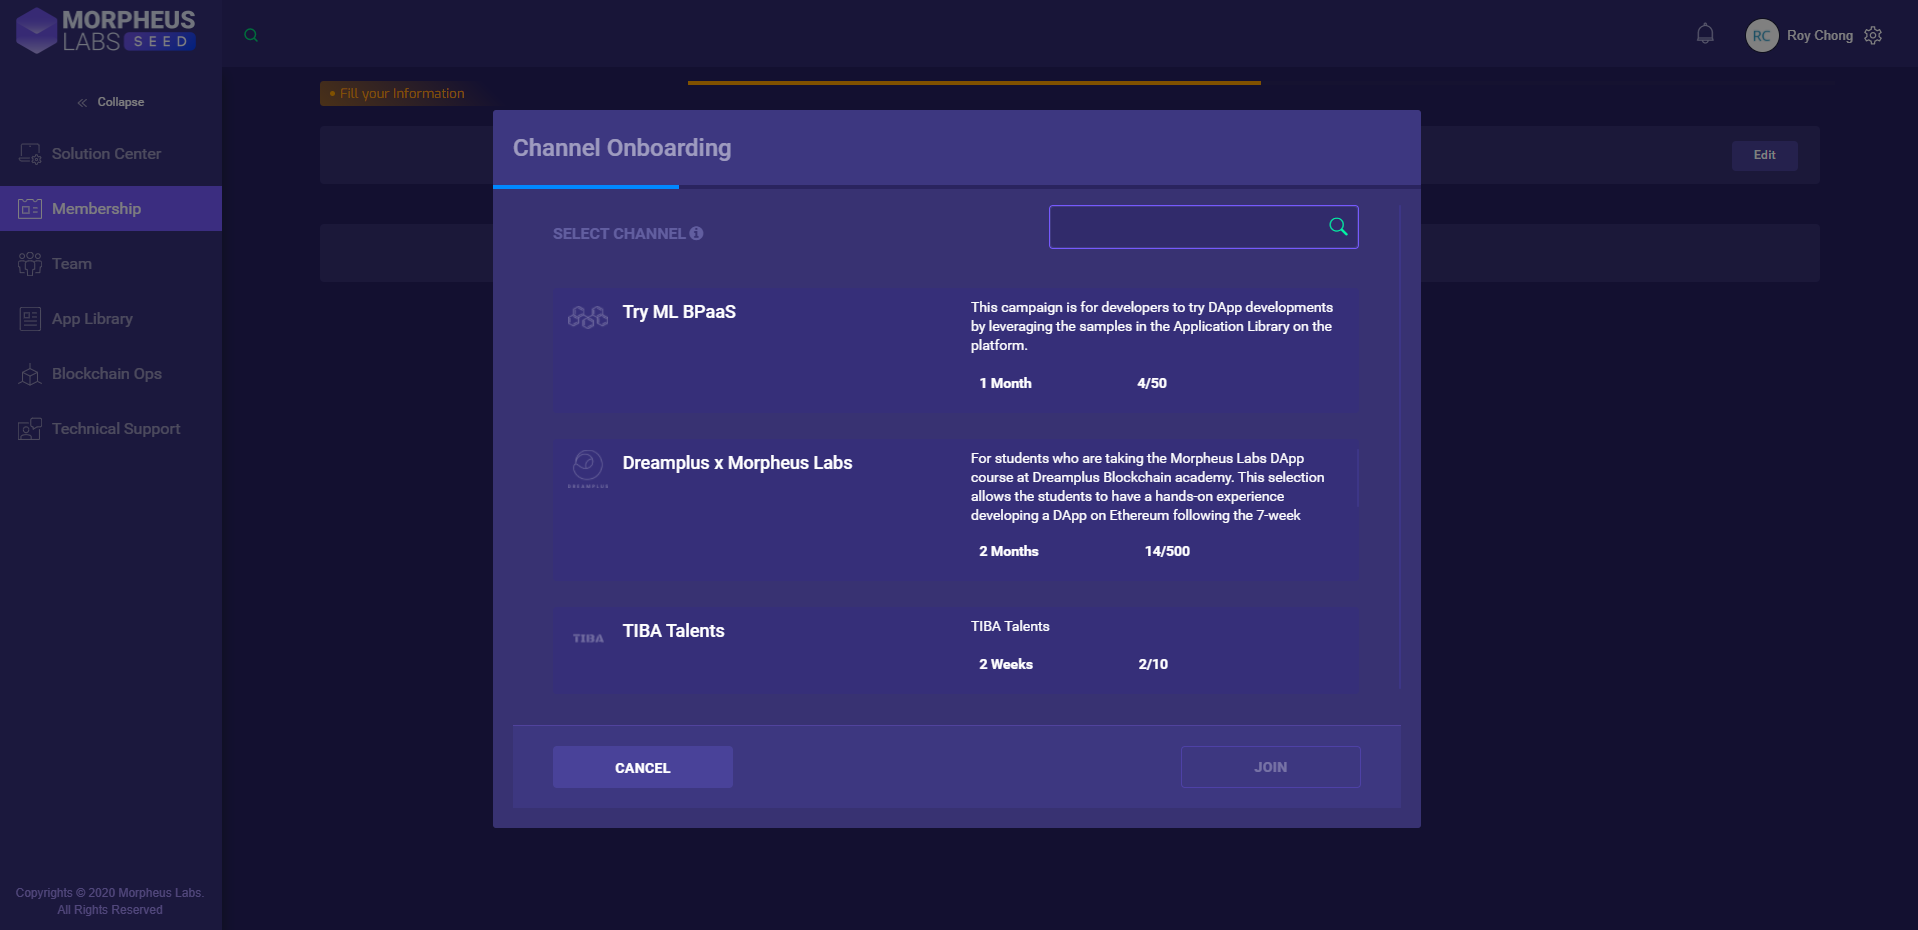 MORPHEUS
LABS SEED
Roy Chong
RC
Collapse
Solution Center
Membership
Team
App Library
Blockchain Ops
Technical Support
Copyrights © 2020 Morpheus Labs.
All Rights Reserved
• Fill your Information
Edit
Channel Onboarding
SELECT CHANNEL
Try ML BPaaS
This campaign is for developers to try DApp developments
by leveraging the samples in the Application Library on the
platform.
1 Month 4/50
DREAMPLUS
Dreamplus x Morpheus Labs
For students who are taking the Morpheus Labs DApp
course at Dreamplus Blockchain academy. This selection
allows the students to have a hands-on experience
developing a DApp on Ethereum following the 7-week
2 Months 14/500
TIBA
TIBA Talents
TIBA Talents
2 Weeks 2/10
CANCEL
JOIN